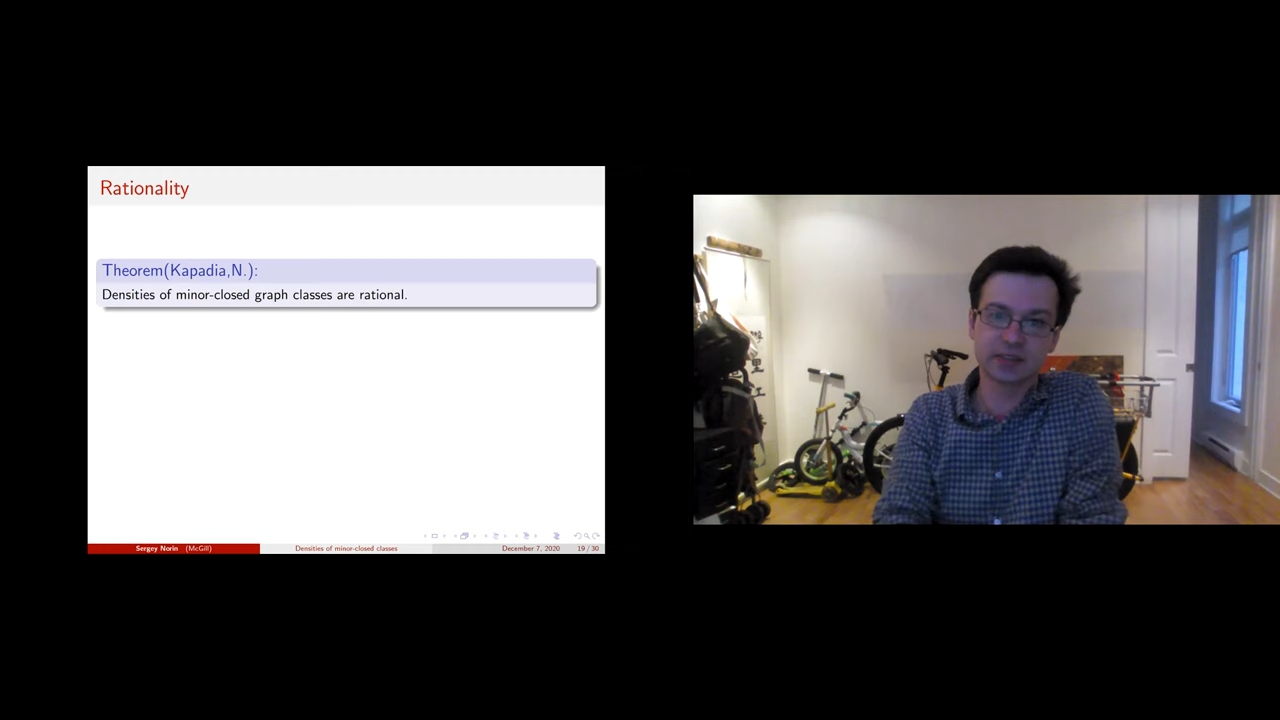 Rationality
Theorem(Kapadia,N.):
Densities of minor-closed graph classes are rational.
Sergey Norin (McGill)
Densities of minor-closed classes
December 7, 2020
19 / 30